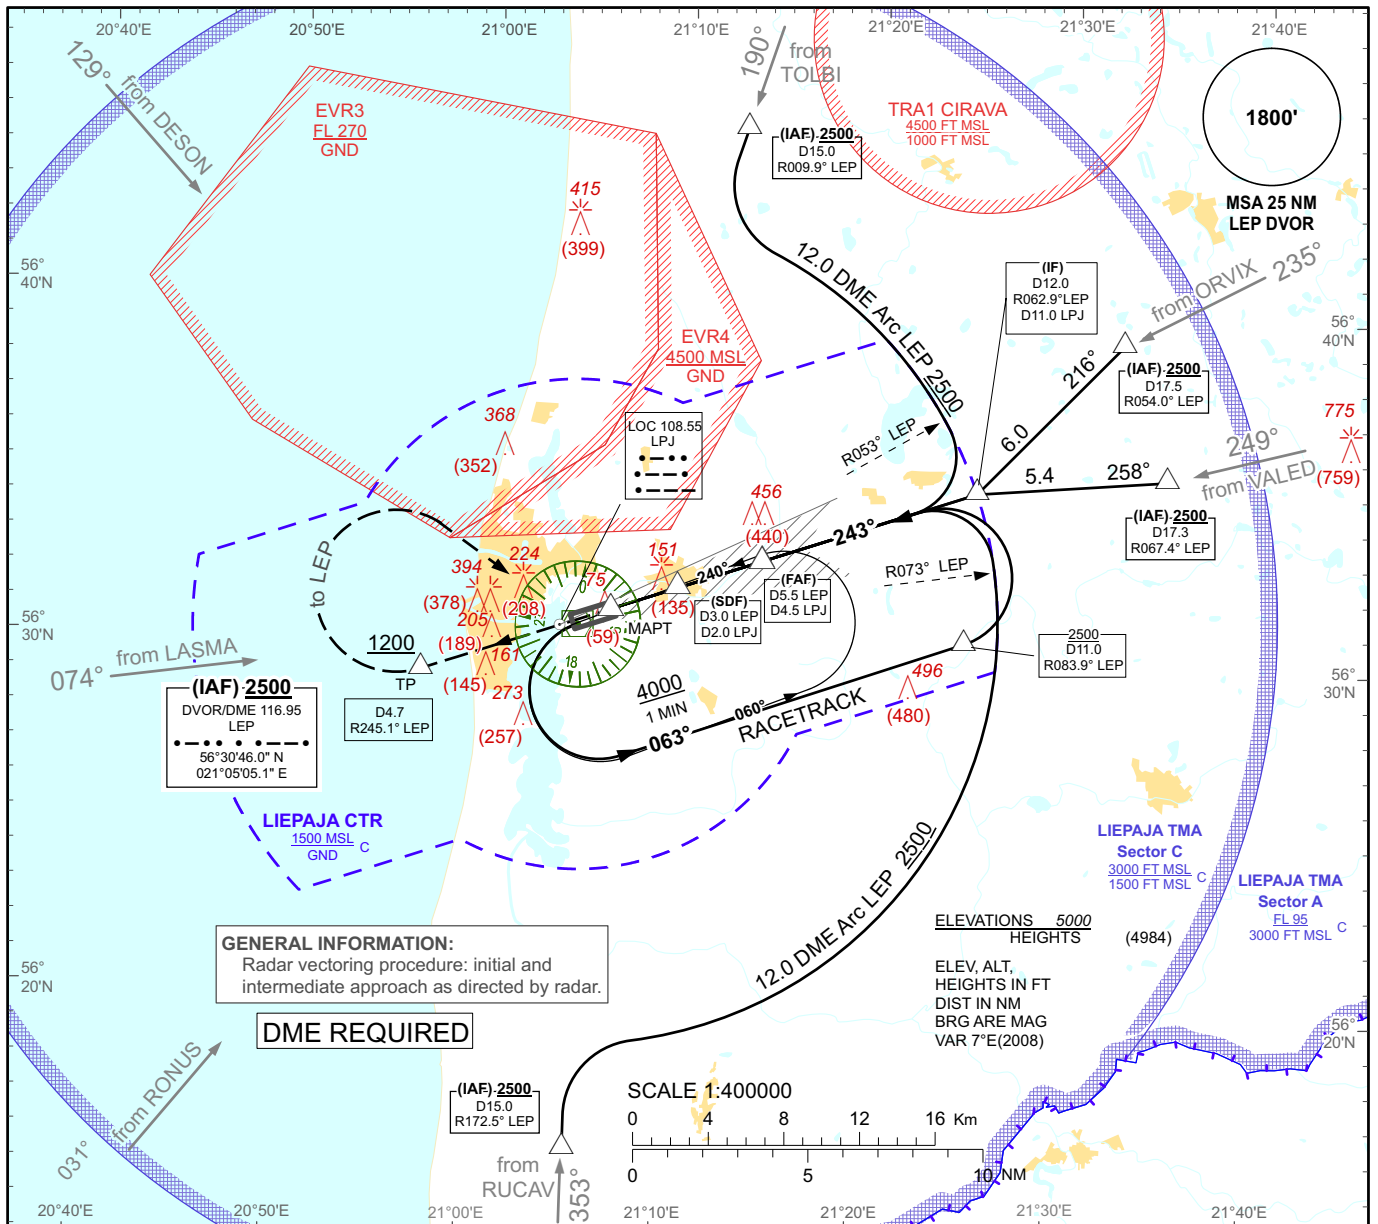 20°40'E
20°50'E
21°00'E
21°10'E
21°20'E
21°30'E
21°40'E
129°
from DESON
EVR3
FL 270
GND
190°
from
TOLBI
(IAF) 2500
D15.0
R009.9° LEP
TRA1 CIRAVA
4500 FT MSL
1000 FT MSL
1800'
MSA 25 NM
LEP DVOR
415
(399)
56°
40'N
12.0 DME Arc LEP 2500
(IF)
D12.0
R062.9°LEP
D11.0 LPJ
from ORVIX
235°
56°
40'N
EVR4
4500 MSL
GND
216°
6.0
(IAF) 2500
D17.5
R054.0° LEP
368
(352)
LOC 108.55
LPJ
R053° LEP
775
(759)
249°
from VALED
5.4
258°
(IAF) 2500
D17.3
R067.4° LEP
456
(440)
243°
240°
R073° LEP
to LEP
394
(378)
224
(208)
205
(189)
161
(145)
273
(257)
75
(59)
151
(135)
0
18
(SDF)
D3.0 LEP
D2.0 LPJ
(FAF)
D5.5 LEP
D4.5 LPJ
MAPT
56°
30'N
56°
30'N
074°
from LASMA
1200
TP
D4.7
R245.1° LEP
(IAF) 2500
DVOR/DME 116.95
LEP
56°30'46.0" N
021°05'05.1" E
4000
1 MIN
063°
060°
RACETRACK
2500
D11.0
R083.9° LEP
496
(480)
LIEPAJA CTR
1500 MSL
GND
C
LIEPAJA TMA
Sector C
3000 FT MSL
1500 FT MSL
C
LIEPAJA TMA
Sector A
FL 95
3000 FT MSL
C
12.0 DME Arc LEP 2500
ELEVATIONS 5000
HEIGHTS (4984)
ELEV, ALT,
HEIGHTS IN FT
DIST IN NM
BRG ARE MAG
VAR 7°E(2008)
GENERAL INFORMATION:
Radar vectoring procedure: initial and
intermediate approach as directed by radar.
DME REQUIRED
56°
20'N
56°
20'N
031°
from RONUS
(IAF) 2500
D15.0
R172.5° LEP
from
RUCAV
353°
SCALE 1:400000
0 4 8 12 16 Km
0 5 10 NM
20°40'E
20°50'E
21°00'E
21°10'E
21°20'E
21°30'E
21°40'E